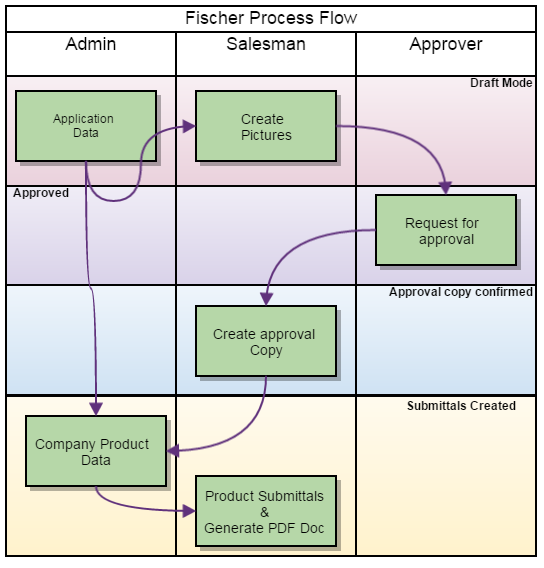 Fischer Process Flow
Admin
Salesman
Approver
Draft Mode
Application
Data
Create
Pictures
Approved
Request for
approval
Approval copy confirmed
Create approval
Copy
Submittals Created
Company Product
Data
Product Submittals
&
Generate PDF Doc